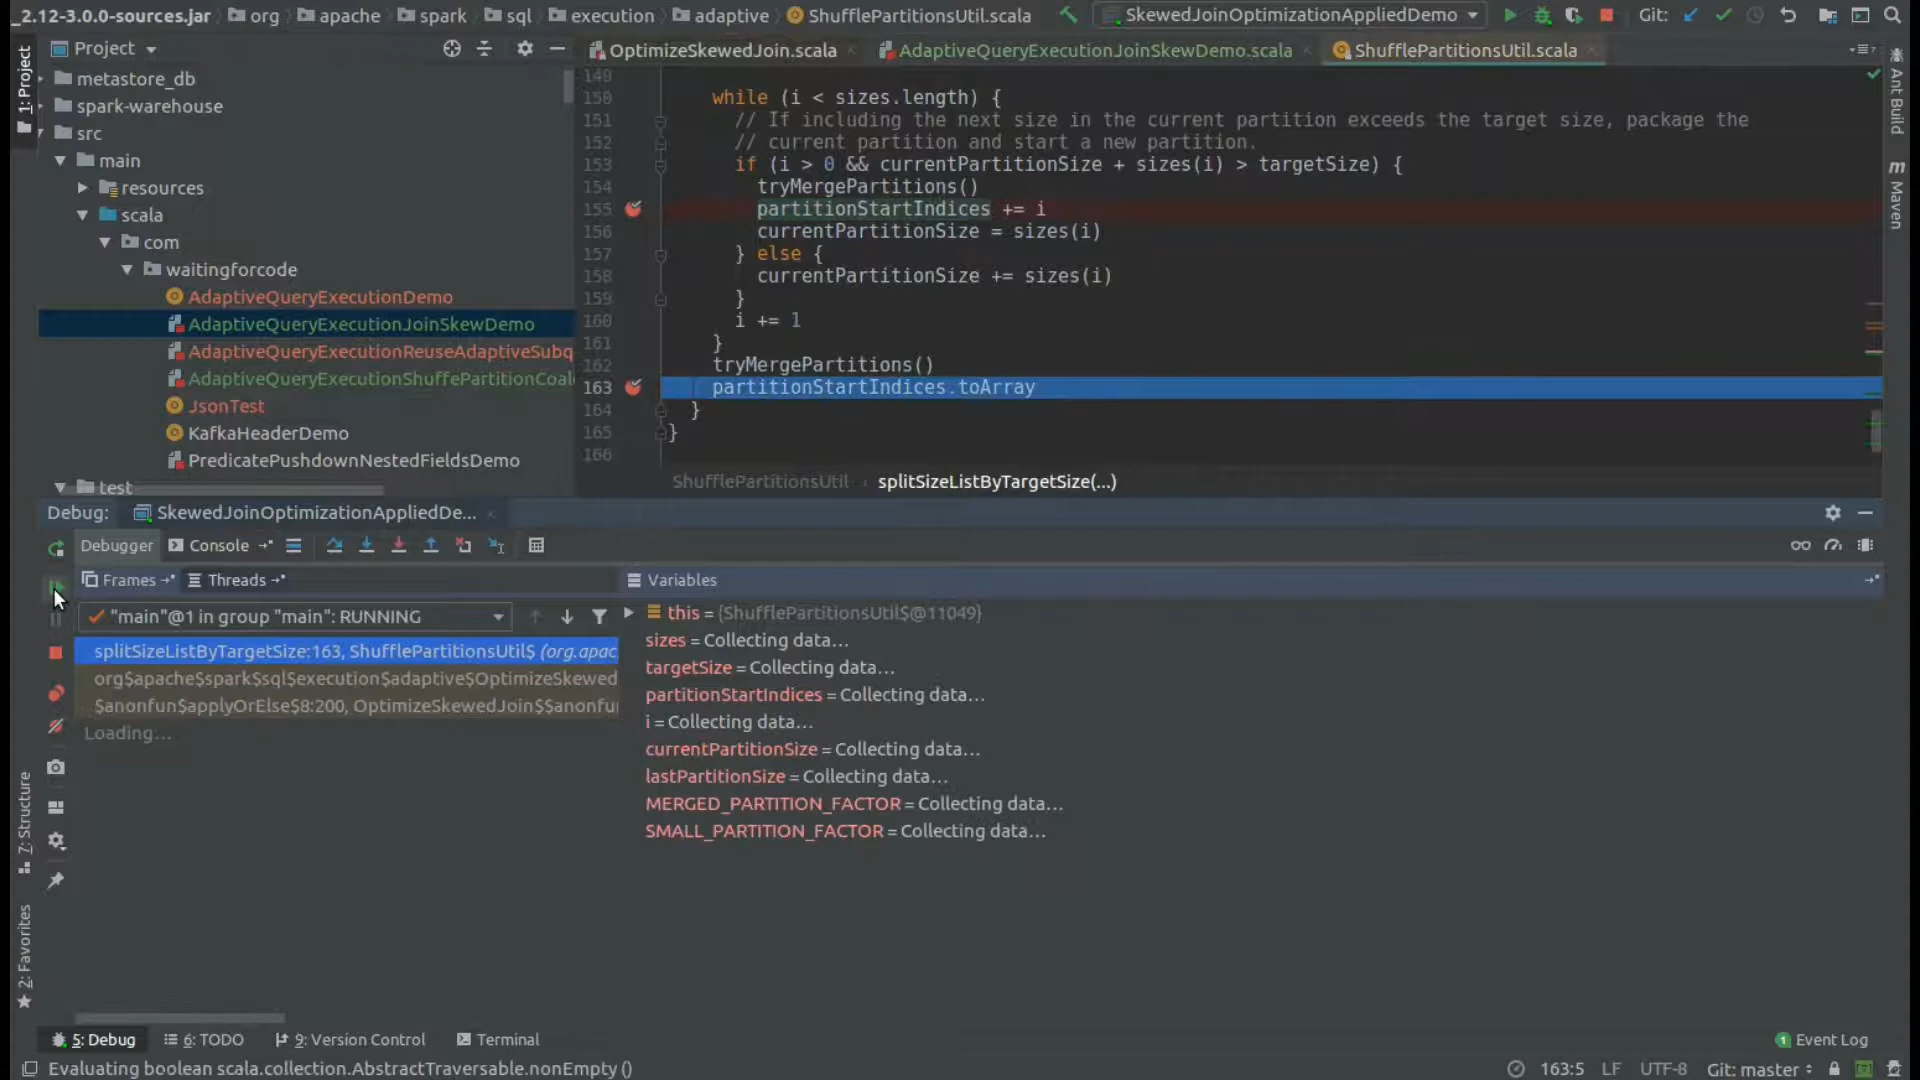 _2.12-3.0.0-sources.jar org apache spark sql execution adaptive ShufflePartitionsUtil.scala SkewedJoinOptimizationAppliedDemo Git:
Project
OptimizeSkewedJoin.scala AdaptiveQueryExecutionJoinSkewDemo.scala ShufflePartitionsUtil.scala
1: Project
metastore_db
spark-warehouse
src
main
resources
scala
com
waitingforcode
AdaptiveQueryExecutionDemo
AdaptiveQueryExecutionJoinSkewDemo
AdaptiveQueryExecutionReuseAdaptiveSubq
AdaptiveQueryExecutionShuffePartitionCoal
JsonTest
KafkaHeaderDemo
PredicatePushdownNestedFieldsDemo
test
149
150 while (i < sizes.length) {
151 // If including the next size in the current partition exceeds the target size, package the
152 // current partition and start a new partition.
153 if (i > 0 && currentPartitionSize + sizes(i) > targetSize) {
154 tryMergePartitions()
155 partitionStartIndices += i
156 currentPartitionSize = sizes(i)
157 } else {
158 currentPartitionSize += sizes(i)
159 }
160 i += 1
161 }
162 tryMergePartitions()
163 partitionStartIndices.toArray
164 }
165 }
166
ShufflePartitionsUtil › splitSizeListByTargetSize(...)
Ant Build
Maven
Debug: SkewedJoinOptimizationAppliedDe...
Debugger Console
Frames Threads
Variables
"main"@1 in group "main": RUNNING
splitSizeListByTargetSize:163, ShufflePartitionsUtil$ (org.apac
org$apache$spark$sql$execution$adaptive$OptimizeSkewed
$anonfun$applyOrElse$8:200, OptimizeSkewedJoin$$anonfu
Loading...
this = {ShufflePartitionsUtil$@11049}
sizes = Collecting data...
targetSize = Collecting data...
partitionStartIndices = Collecting data...
i = Collecting data...
currentPartitionSize = Collecting data...
lastPartitionSize = Collecting data...
MERGED_PARTITION_FACTOR = Collecting data...
SMALL_PARTITION_FACTOR = Collecting data...
7: Structure
2: Favorites
5: Debug 6: TODO 9: Version Control Terminal
1 Event Log
Evaluating boolean scala.collection.AbstractTraversable.nonEmpty()
163:5 LF UTF-8 Git: master